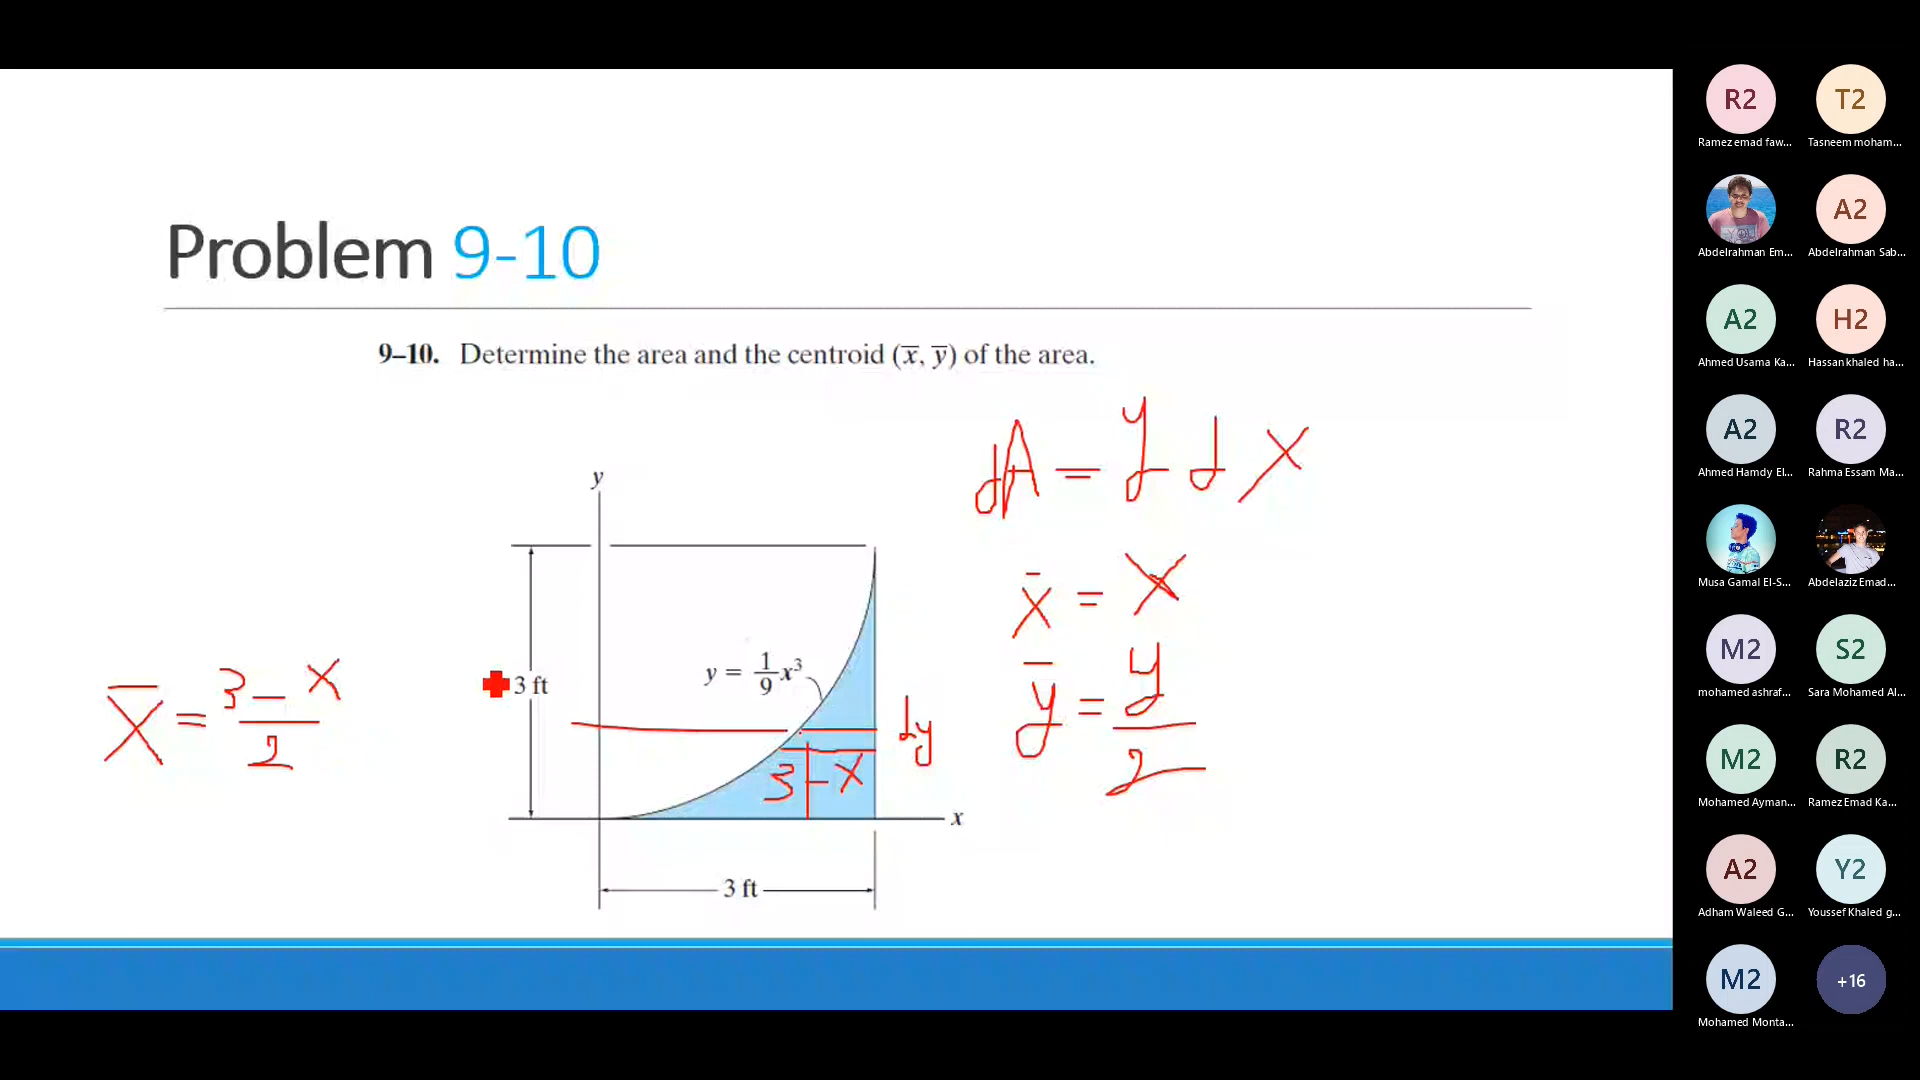 Problem 9-10
9–10. Determine the area and the centroid (x̅, y̅) of the area.
dA = y d x
y
x̄ = x
ȳ = y/2
X̄ = 3 - x / 2
3 ft
y = 1/9 x³
dy
3 - x
x
3 ft
R2
Ramez emad faw...
T2
Tasneem moham...
Abdelrahman Em...
A2
Abdelrahman Sab...
A2
Ahmed Usama Ka...
H2
Hassan khaled ha...
A2
Ahmed Hamdy El...
R2
Rahma Essam Ma...
Musa Gamal El-S...
Abdelaziz Emad...
M2
mohamed ashraf...
S2
Sara Mohamed Al...
M2
Mohamed Ayman...
R2
Ramez Emad Ka...
A2
Adham Waleed G...
Y2
Youssef Khaled g...
M2
Mohamed Monta...
+16